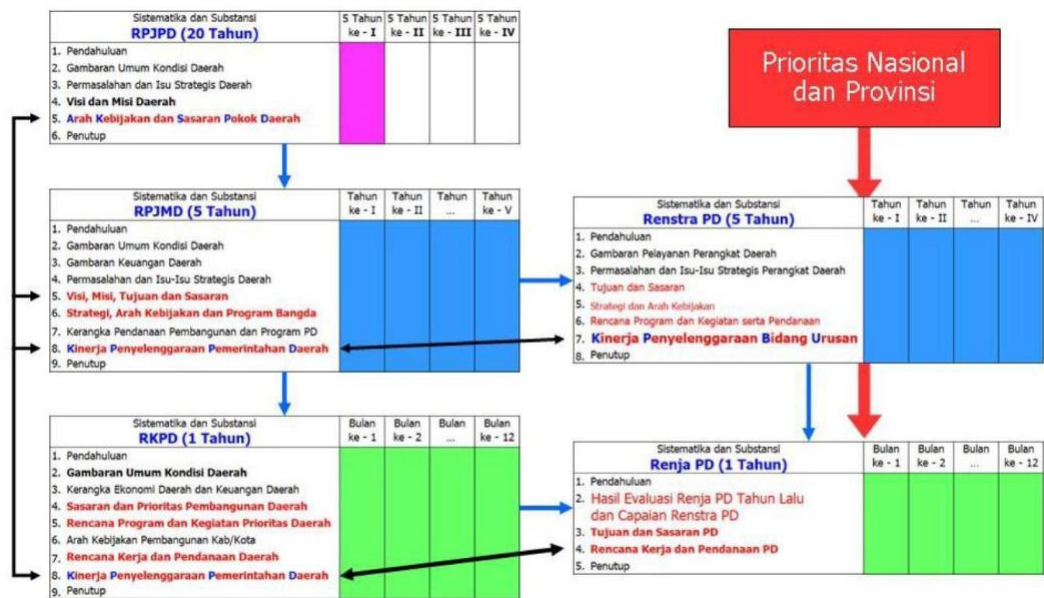 Sistematika dan Substansi
RPJPD (20 Tahun)
5 Tahun ke - I
5 Tahun ke - II
5 Tahun ke - III
5 Tahun ke - IV
1. Pendahuluan
2. Gambaran Umum Kondisi Daerah
3. Permasalahan dan Isu Strategis Daerah
4. Visi dan Misi Daerah
5. Arah Kebijakan dan Sasaran Pokok Daerah
6. Penutup
Prioritas Nasional
dan Provinsi
Sistematika dan Substansi
RPJMD (5 Tahun)
Tahun ke - I
Tahun ke - II
Tahun ...
Tahun ke - V
1. Pendahuluan
2. Gambaran Umum Kondisi Daerah
3. Gambaran Keuangan Daerah
4. Permasalahan dan Isu-Isu Strategis Daerah
5. Visi, Misi, Tujuan dan Sasaran
6. Strategi, Arah Kebijakan dan Program Bangda
7. Kerangka Pendanaan Pembangunan dan Program PD
8. Kinerja Penyelenggaraan Pemerintahan Daerah
9. Penutup
Sistematika dan Substansi
Renstra PD (5 Tahun)
Tahun ke - I
Tahun ke - II
Tahun ...
Tahun ke - IV
1. Pendahuluan
2. Gambaran Pelayanan Perangkat Daerah
3. Permasalahan dan Isu-Isu Strategis Perangkat Daerah
4. Tujuan dan Sasaran
5. Strategi dan Arah Kebijakan
6. Rencana Program dan Kegiatan serta Pendanaan
7. Kinerja Penyelenggaraan Bidang Urusan
8. Penutup
Sistematika dan Substansi
RKPD (1 Tahun)
Bulan ke - 1
Bulan ke - 2
Bulan ...
Bulan ke - 12
1. Pendahuluan
2. Gambaran Umum Kondisi Daerah
3. Kerangka Ekonomi Daerah dan Keuangan Daerah
4. Sasaran dan Prioritas Pembangunan Daerah
5. Rencana Program dan Kegiatan Prioritas Daerah
6. Arah Kebijakan Pembangunan Kab/Kota
7. Rencana Kerja dan Pendanaan Daerah
8. Kinerja Penyelenggaraan Pemerintahan Daerah
9. Penutup
Sistematika dan Substansi
Renja PD (1 Tahun)
Bulan ke - 1
Bulan ke - 2
Bulan ...
Bulan ke - 12
1. Pendahuluan
2. Hasil Evaluasi Renja PD Tahun Lalu
dan Capaian Renstra PD
3. Tujuan dan Sasaran PD
4. Rencana Kerja dan Pendanaan PD
5. Penutup